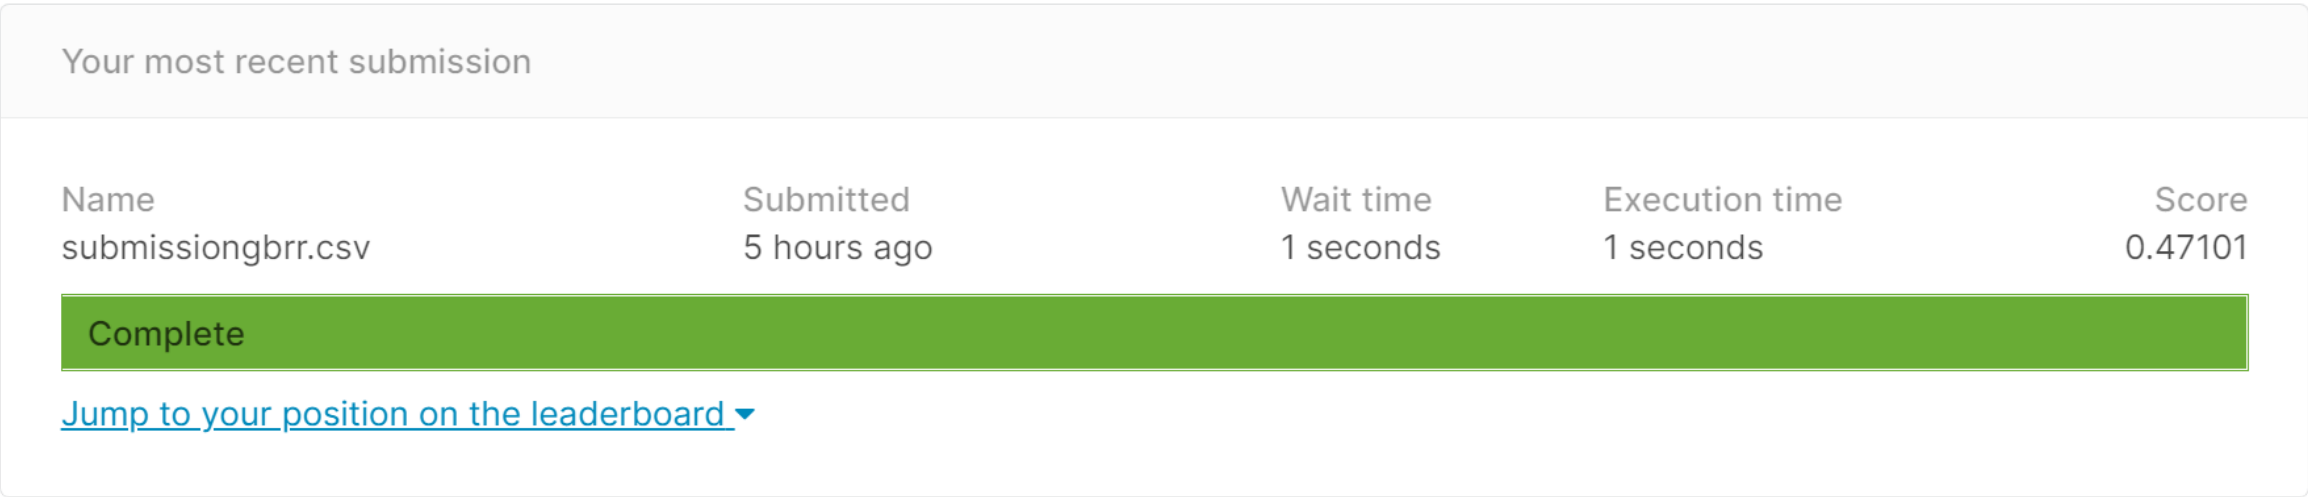 Your most recent submission
Name Submitted Wait time Execution time Score
submissiongbrr.csv 5 hours ago 1 seconds 1 seconds 0.47101
Complete
Jump to your position on the leaderboard